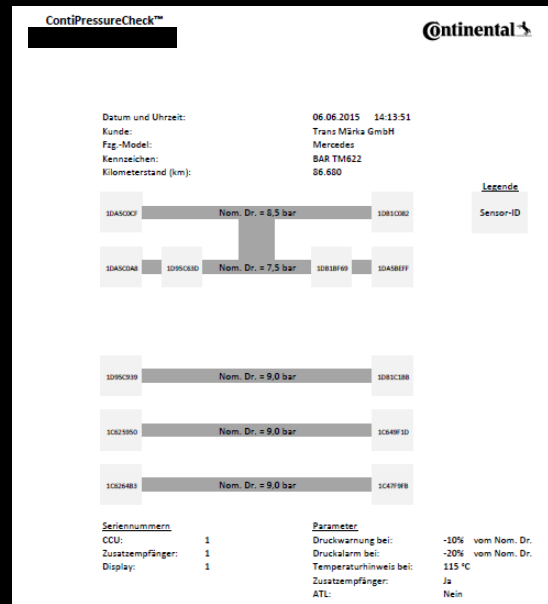 ContiPressureCheck™
Continental
Datum und Uhrzeit: 06.06.2015 14:13:51
Kunde: Trans Märka GmbH
Fzg.-Model: Mercedes
Kennzeichen: BAR TM622
Kilometerstand (km): 86.680
Legende
1DA5C0CF Nom. Dr. = 8,5 bar 1DB1C082 Sensor-ID
1DA5C0A8 1D95C63D Nom. Dr. = 7,5 bar 1DB1BF69 1DA5BEFF
1D95C939 Nom. Dr. = 9,0 bar 1DB1C1BB
1C625950 Nom. Dr. = 9,0 bar 1C649F1D
1C6264B3 Nom. Dr. = 9,0 bar 1C47F9FB
Seriennummern Parameter
CCU: 1 Druckwarnung bei: -10% vom Nom. Dr.
Zusatzempfänger: 1 Druckalarm bei: -20% vom Nom. Dr.
Display: 1 Temperaturhinweis bei: 115 °C
Zusatzempfänger: Ja
ATL: Nein